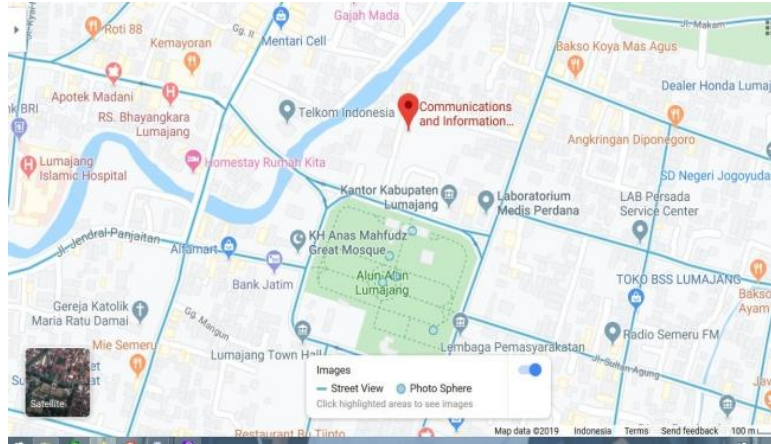 Gajah Mada
Jl. Makam
Roti 88
Gg. II
Kemayoran
Mentari Cell
Bakso Koya Mas Agus
Dealer Honda Lumaj
Apotek Madani
Communications
and Information...
BRI
RS. Bhayangkara
Lumajang
Telkom Indonesia
Angkringan Diponegoro
Lumajang
Islamic Hospital
Homestay Rumah Kita
SD Negeri Jogoyuda
Kantor Kabupaten
Lumajang
Laboratorium
Medis Perdana
LAB Persada
Service Center
Jl. Jendral Panjaitan
Alfamart
KH Anas Mahfudz
Great Mosque
Bank Jatim
Alun-Alun
Lumajang
TOKO BSS LUMAJANG
Bakso
Ayam
Gereja Katolik
Maria Ratu Damai
Gg. Mangun
Radio Semeru FM
Mie Semeru
Lumajang Town Hall
Lembaga Pemasyarakatan
Jl. Sultan Agung
Images
Street View
Photo Sphere
Click highlighted areas to see images
Satellite
Restaurant Bu Tjipto
Map data ©2019
Indonesia
Terms
Send feedback
100 m